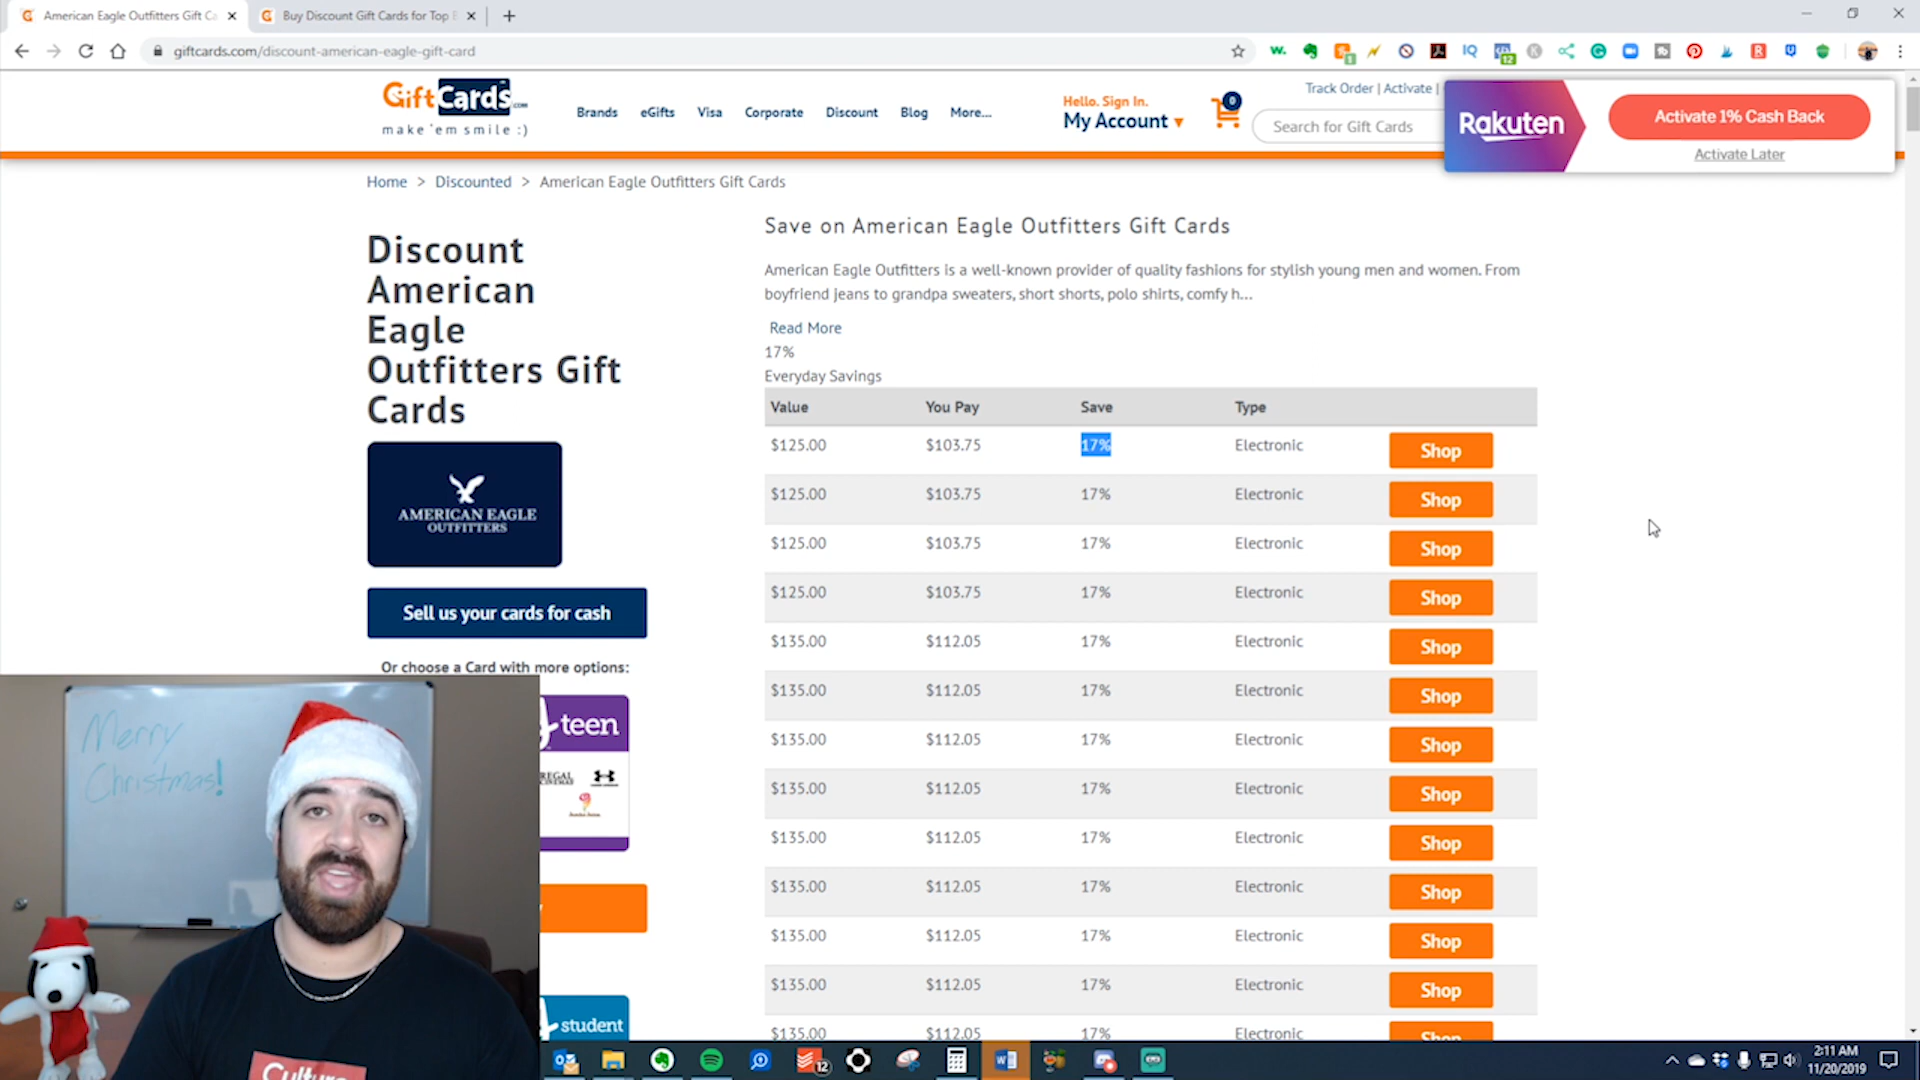 American Eagle Outfitters Gift Ca
Buy Discount Gift Cards for Top
giftcards.com/discount-american-eagle-gift-card
GiftCards.com
make 'em smile :)
Brands
eGifts
Visa
Corporate
Discount
Blog
More...
Hello. Sign In.
My Account
0
Track Order | Activate |
Search for Gift Cards
Rakuten
Activate 1% Cash Back
Activate Later
Home > Discounted > American Eagle Outfitters Gift Cards
Discount
American
Eagle
Outfitters Gift
Cards
AMERICAN EAGLE
OUTFITTERS
Sell us your cards for cash
Or choose a Card with more options:
teen
REGAL
CINEMAS
student
Save on American Eagle Outfitters Gift Cards
American Eagle Outfitters is a well-known provider of quality fashions for stylish young men and women. From
boyfriend jeans to grandpa sweaters, short shorts, polo shirts, comfy h...
Read More
17%
Everyday Savings
Value You Pay Save Type
$125.00 $103.75 17% Electronic Shop
$125.00 $103.75 17% Electronic Shop
$125.00 $103.75 17% Electronic Shop
$125.00 $103.75 17% Electronic Shop
$135.00 $112.05 17% Electronic Shop
$135.00 $112.05 17% Electronic Shop
$135.00 $112.05 17% Electronic Shop
$135.00 $112.05 17% Electronic Shop
$135.00 $112.05 17% Electronic Shop
$135.00 $112.05 17% Electronic Shop
$135.00 $112.05 17% Electronic Shop
$135.00 $112.05 17% Electronic Shop
$135.00 $112.05 17% Electronic Shop
Merry
Christmas!
Cultur
12
12
2:11 AM
11/20/2019